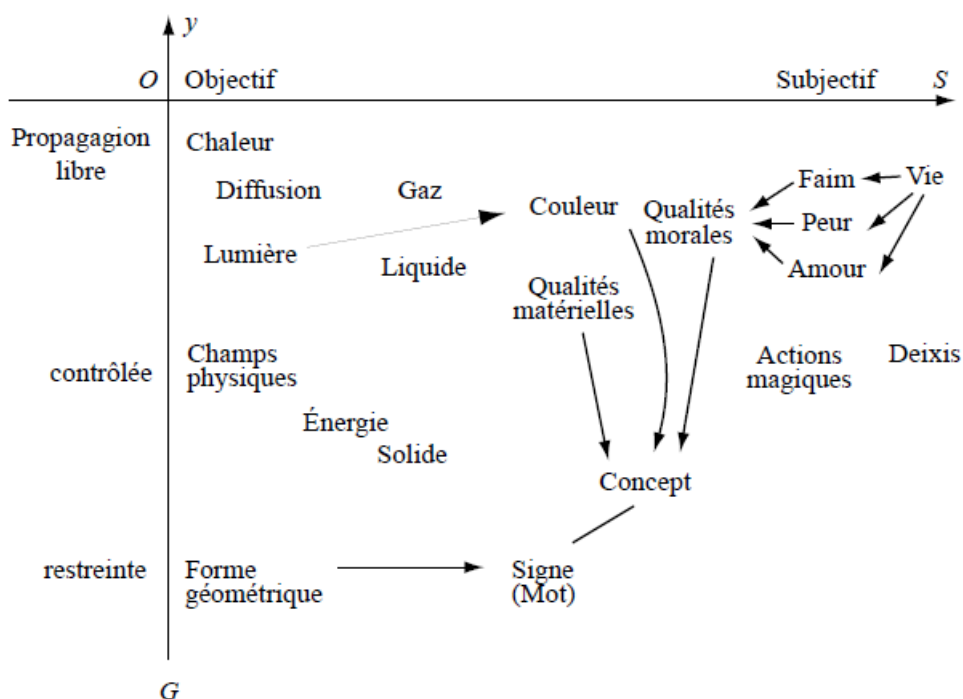 y
O Objectif Subjectif S
Propagagion
libre
Chaleur
Diffusion Gaz
Faim Vie
Couleur Qualités
morales
Peur
Lumière
Liquide
Amour
Qualités
matérielles
contrôlée
Champs
physiques
Actions
magiques
Deixis
Énergie
Solide
Concept
restreinte
Forme
géométrique
Signe
(Mot)
G